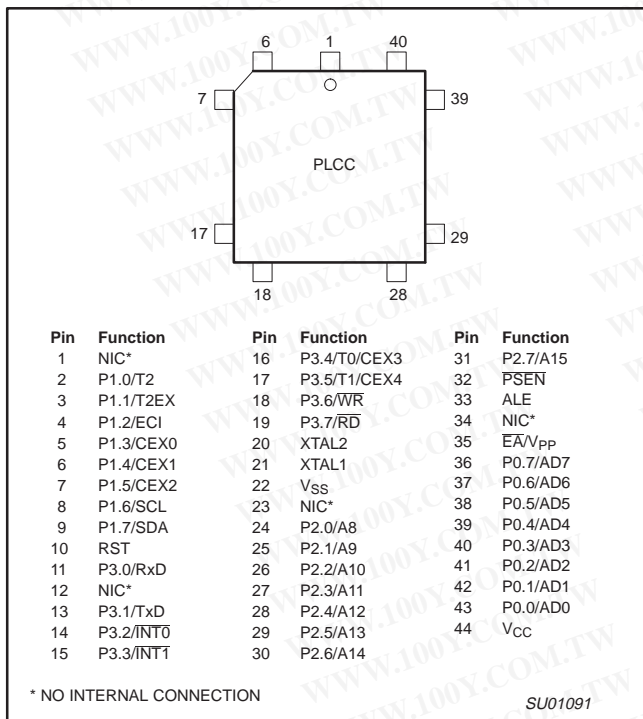 6 1 40
7 39
PLCC
17 29
18 28
Pin Function Pin Function Pin Function
1 NIC* 16 P3.4/T0/CEX3 31 P2.7/A15
2 P1.0/T2 17 P3.5/T1/CEX4 32 PSEN
3 P1.1/T2EX 18 P3.6/WR 33 ALE
4 P1.2/ECI 19 P3.7/RD 34 NIC*
5 P1.3/CEX0 20 XTAL2 35 EA/VPP
6 P1.4/CEX1 21 XTAL1 36 P0.7/AD7
7 P1.5/CEX2 22 VSS 37 P0.6/AD6
8 P1.6/SCL 23 NIC* 38 P0.5/AD5
9 P1.7/SDA 24 P2.0/A8 39 P0.4/AD4
10 RST 25 P2.1/A9 40 P0.3/AD3
11 P3.0/RxD 26 P2.2/A10 41 P0.2/AD2
12 NIC* 27 P2.3/A11 42 P0.1/AD1
13 P3.1/TxD 28 P2.4/A12 43 P0.0/AD0
14 P3.2/INT0 29 P2.5/A13 44 VCC
15 P3.3/INT1 30 P2.6/A14
* NO INTERNAL CONNECTION
SU01091
WWW.100Y.COM.TW